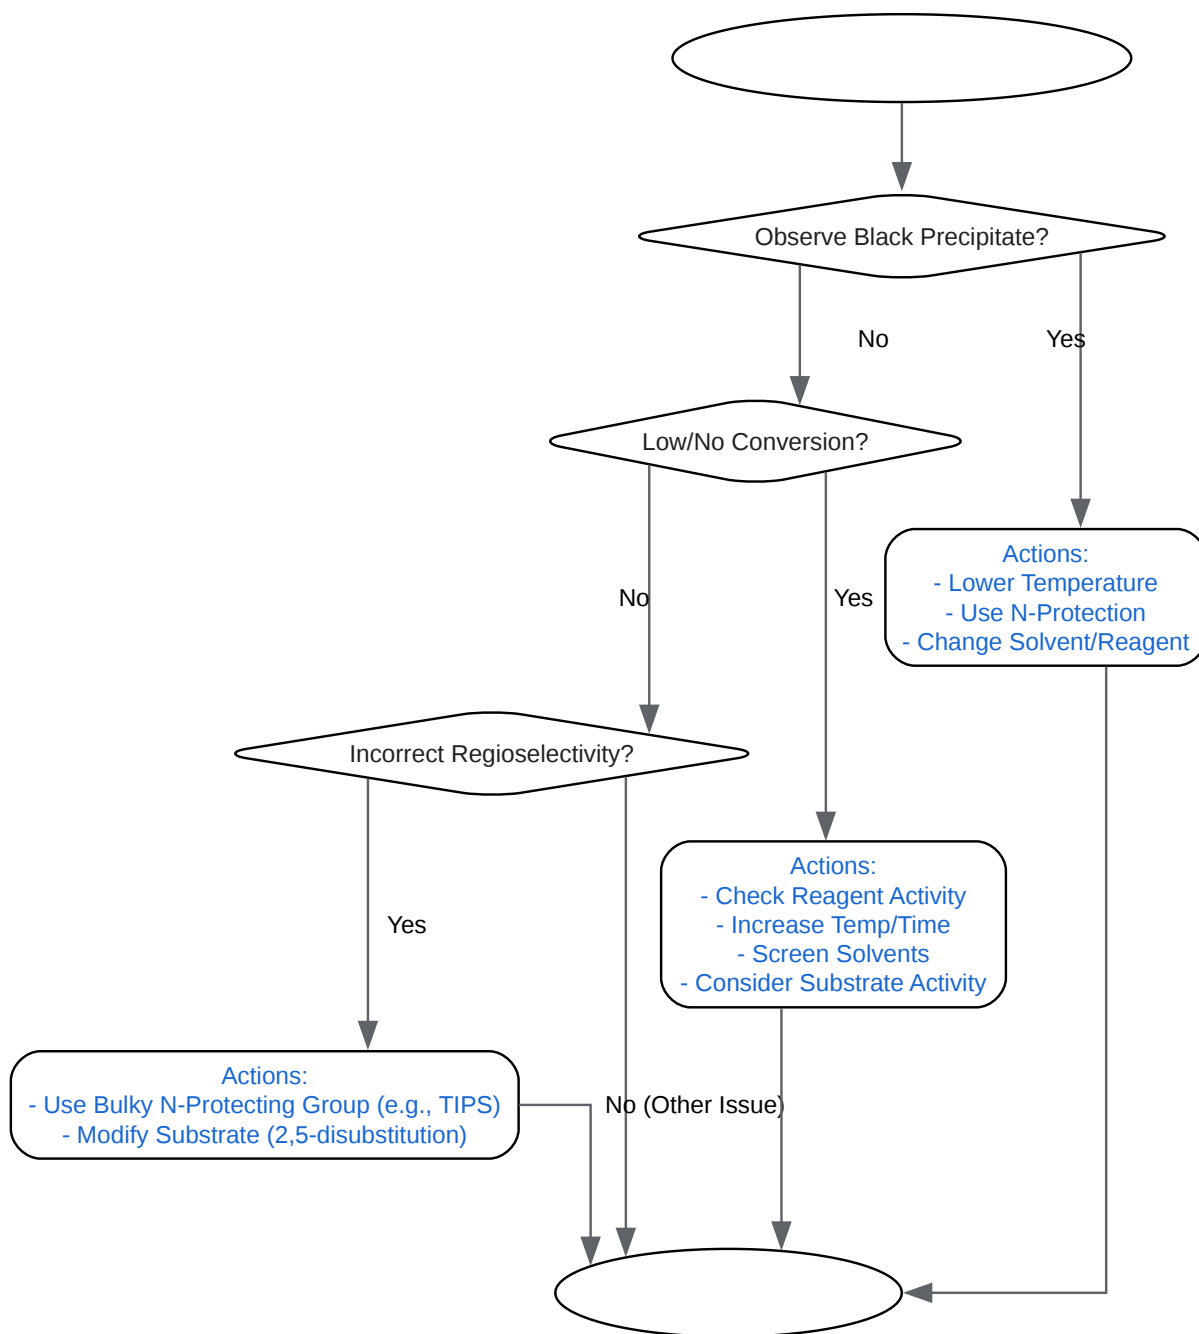 Observe Black Precipitate?
No
Yes
Low/No Conversion?
Actions:
- Lower Temperature
- Use N-Protection
- Change Solvent/Reagent
No
Yes
Incorrect Regioselectivity?
Actions:
- Check Reagent Activity
- Increase Temp/Time
- Screen Solvents
- Consider Substrate Activity
Yes
Actions:
- Use Bulky N-Protecting Group (e.g., TIPS)
- Modify Substrate (2,5-disubstitution)
No (Other Issue)